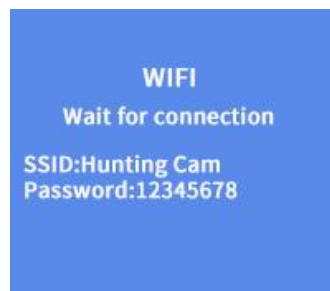 WIFI
Wait for connection
SSID:Hunting Cam
Password:12345678